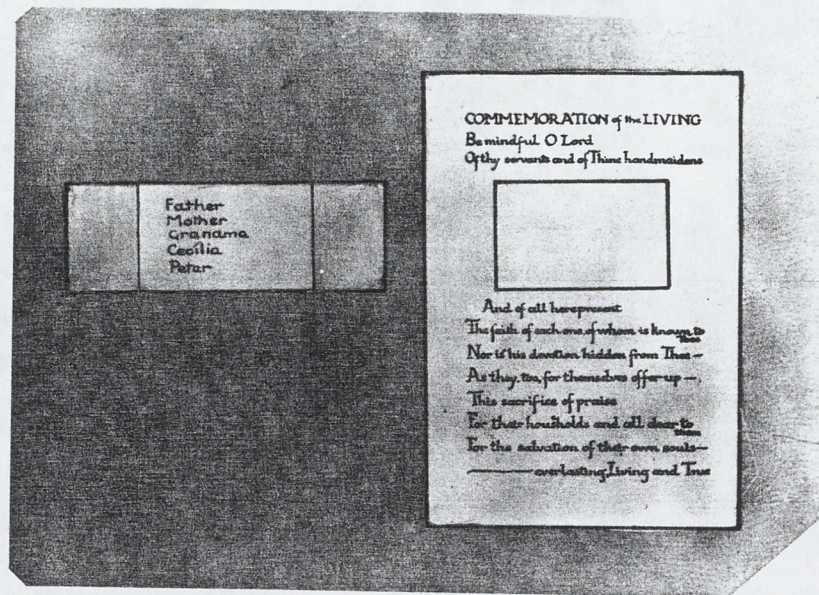 Father
Mother
Grandma
Cecilia
Peter
COMMEMORATION of the LIVING
Be mindful O Lord
Of thy servants and of Thine handmaidens
And of all here present
The faith of each one, of whom is known to
Thee
Nor is his devotion hidden from Thee —
As they, too, for themselves offer up —.
This sacrifice of praise
For their households and all dear to
them
For the salvation of their own souls—
——— everlasting, Living and True